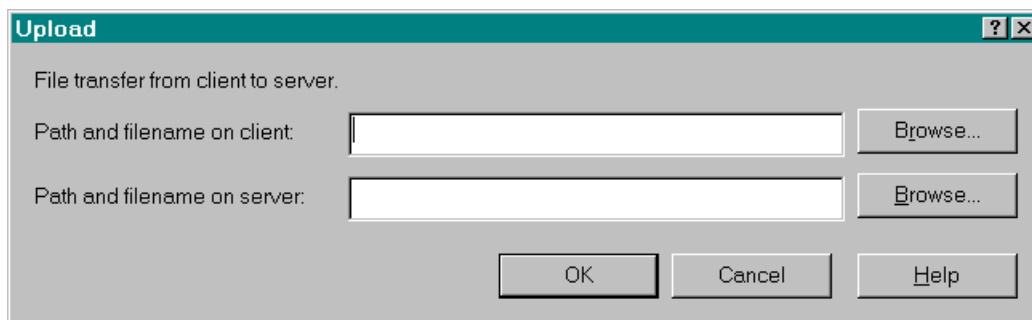 Upload
File transfer from client to server.
Path and filename on client: Browse...
Path and filename on server: Browse...
OK Cancel Help